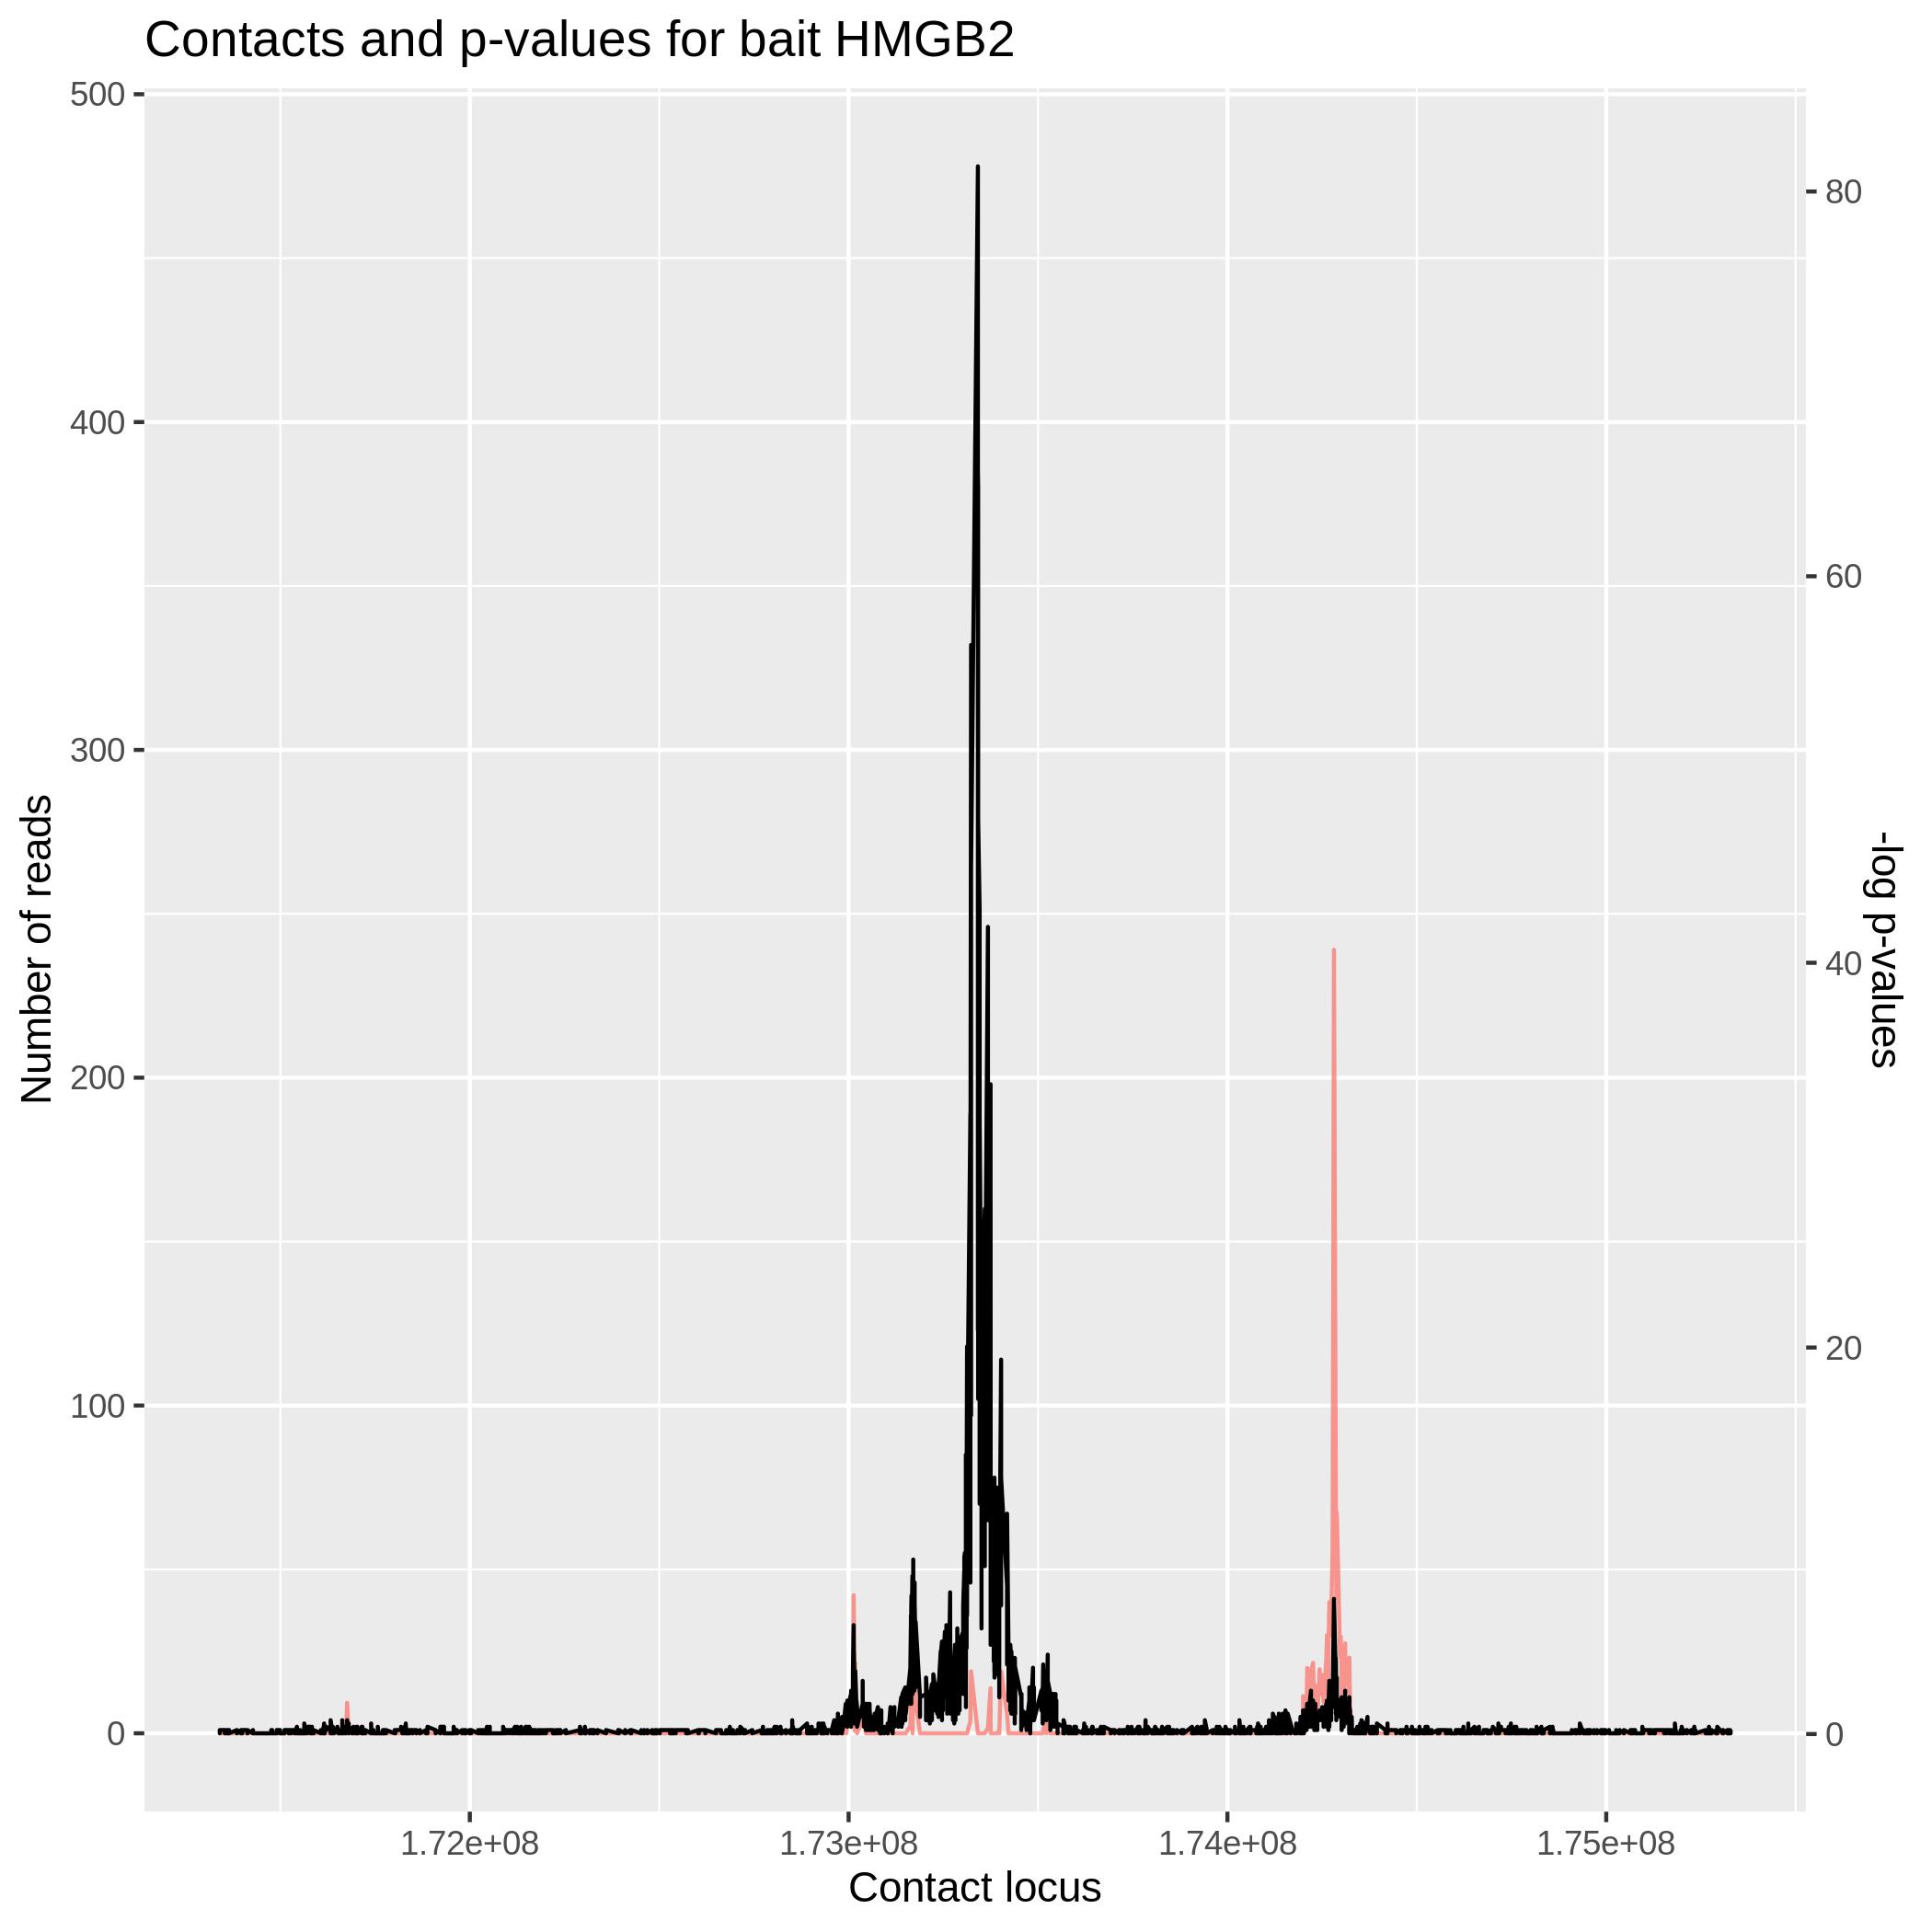 Contacts and p-values for bait HMGB2
500
400
300
200
100
0
Number of reads
80
60
40
20
0
-log p-values
1.72e+08
1.73e+08
1.74e+08
1.75e+08
Contact locus